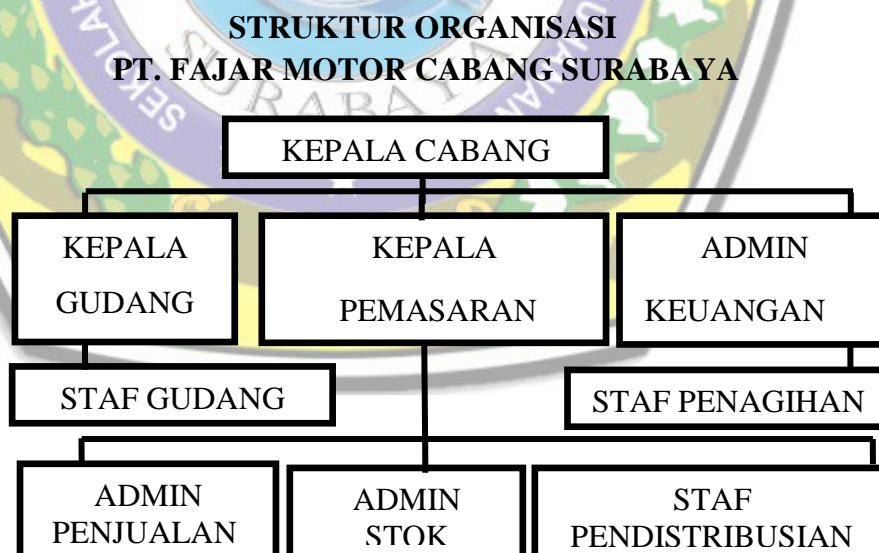 STRUKTUR ORGANISASI
PT. FAJAR MOTOR CABANG SURABAYA
KEPALA CABANG
KEPALA
GUDANG
KEPALA
PEMASARAN
ADMIN
KEUANGAN
STAF GUDANG
STAF PENAGIHAN
ADMIN
PENJUALAN
ADMIN
STOK
STAF
PENDISTRIBUSIAN
SURABAYA